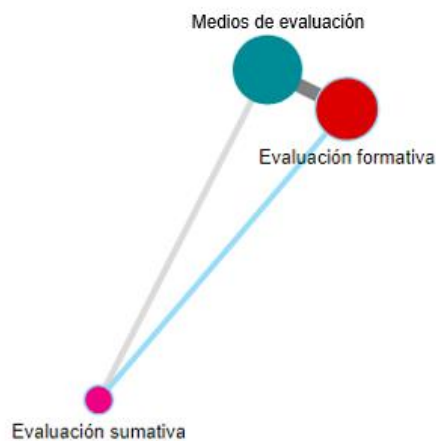 Medios de evaluación
Evaluación formativa
Evaluación sumativa